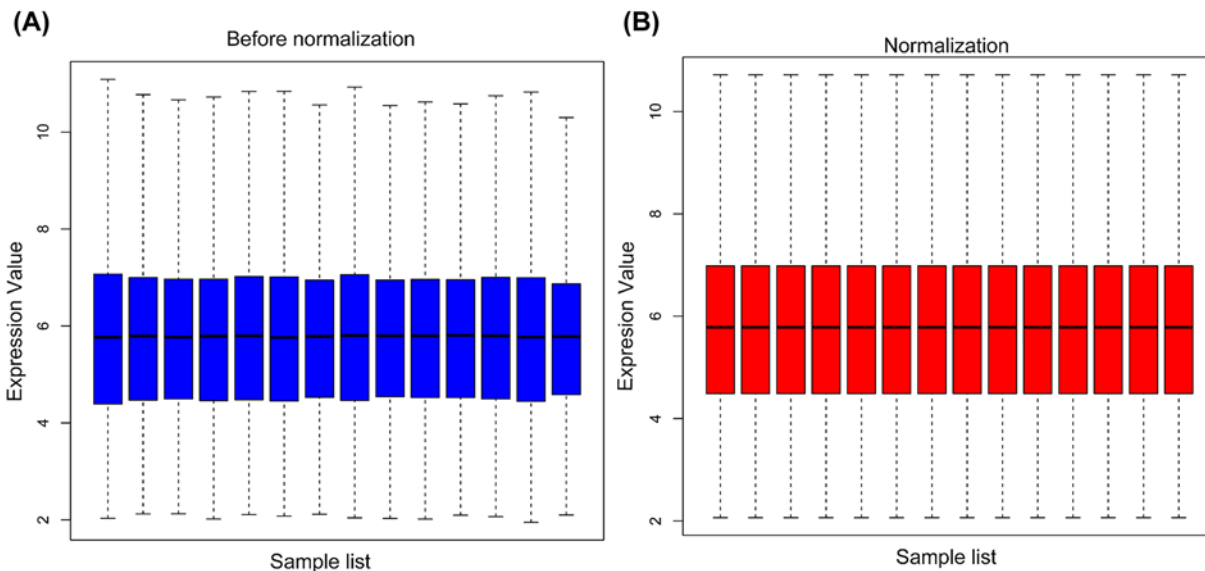 (A)
Before normalization
Expression Value
10
8
6
4
2
Sample list
(B)
Normalization
Expression Value
10
8
6
4
2
Sample list